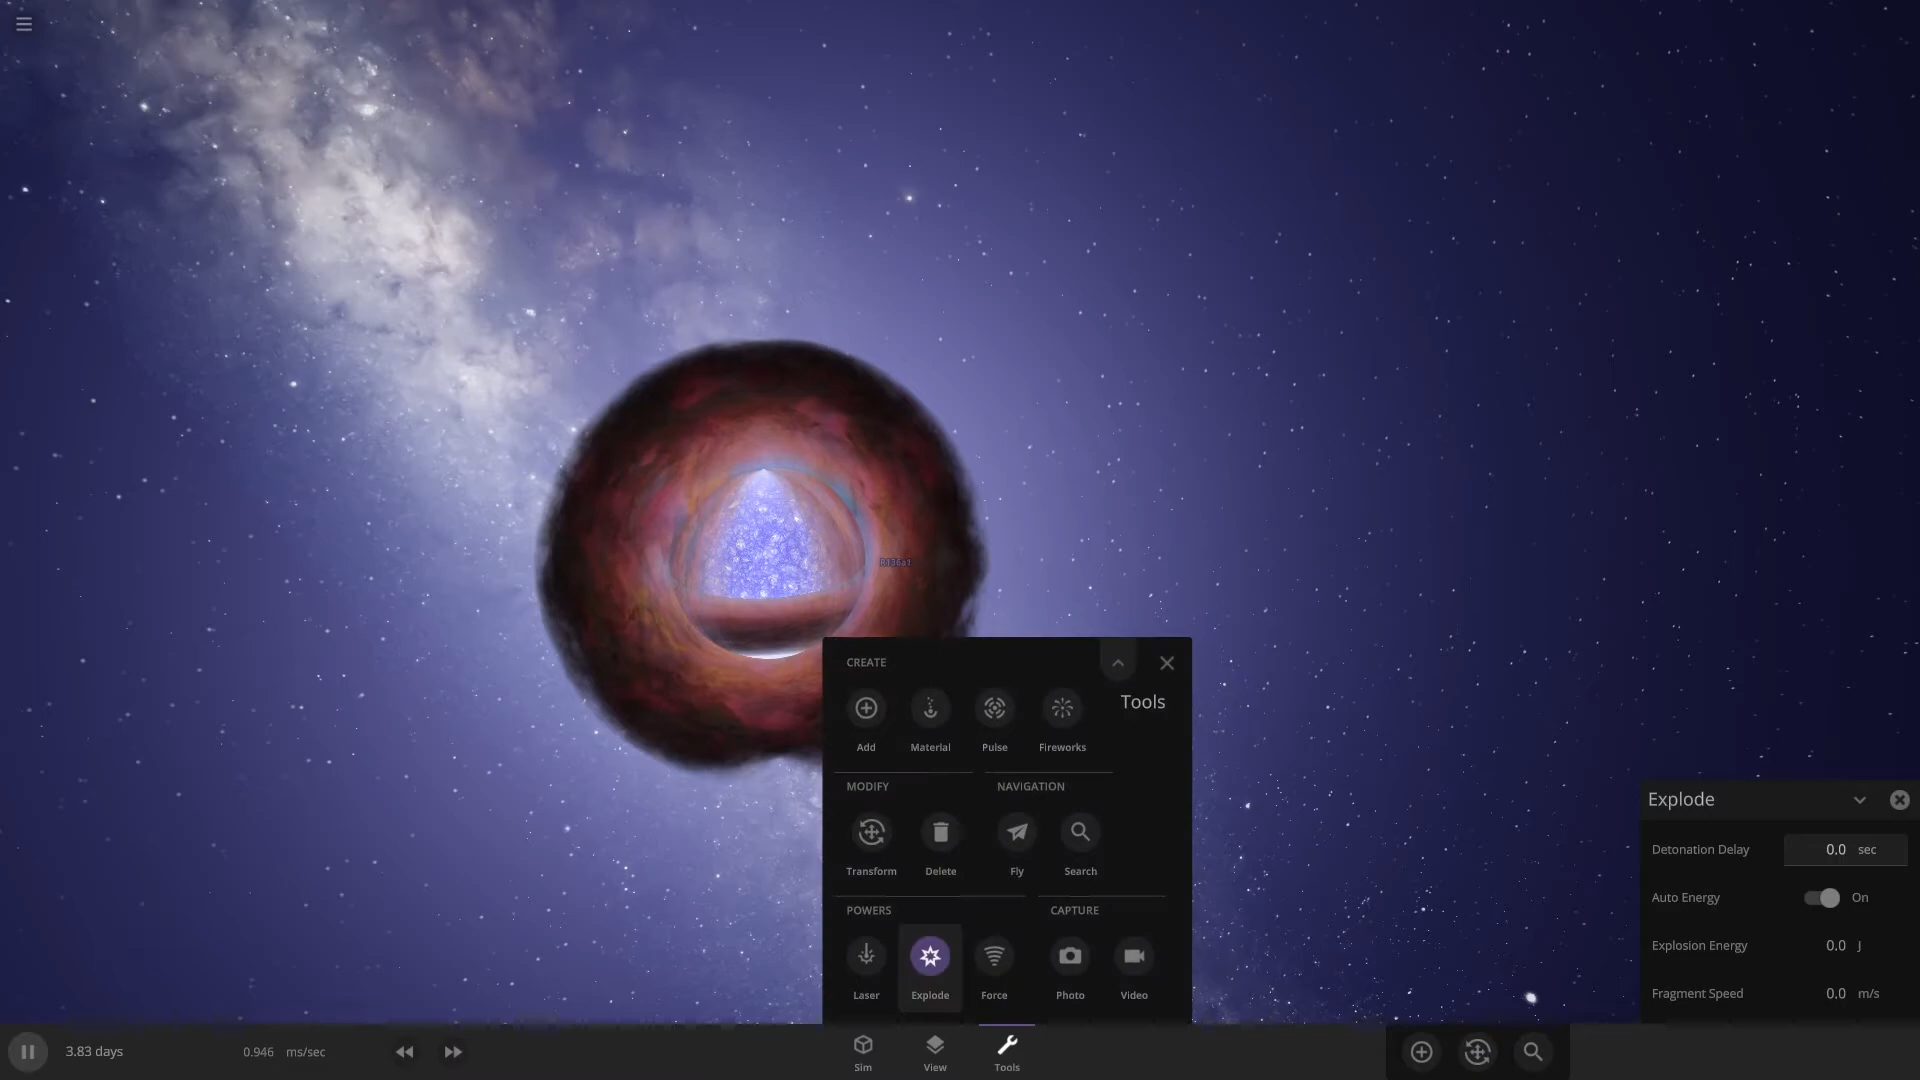 R136a1
CREATE
Tools
Add
Material
Pulse
Fireworks
MODIFY
NAVIGATION
Transform
Delete
Fly
Search
POWERS
CAPTURE
Laser
Explode
Force
Photo
Video
Explode
Detonation Delay 0.0 sec
Auto Energy On
Explosion Energy 0.0 J
Fragment Speed 0.0 m/s
3.83 days
0.946 ms/sec
Sim
View
Tools